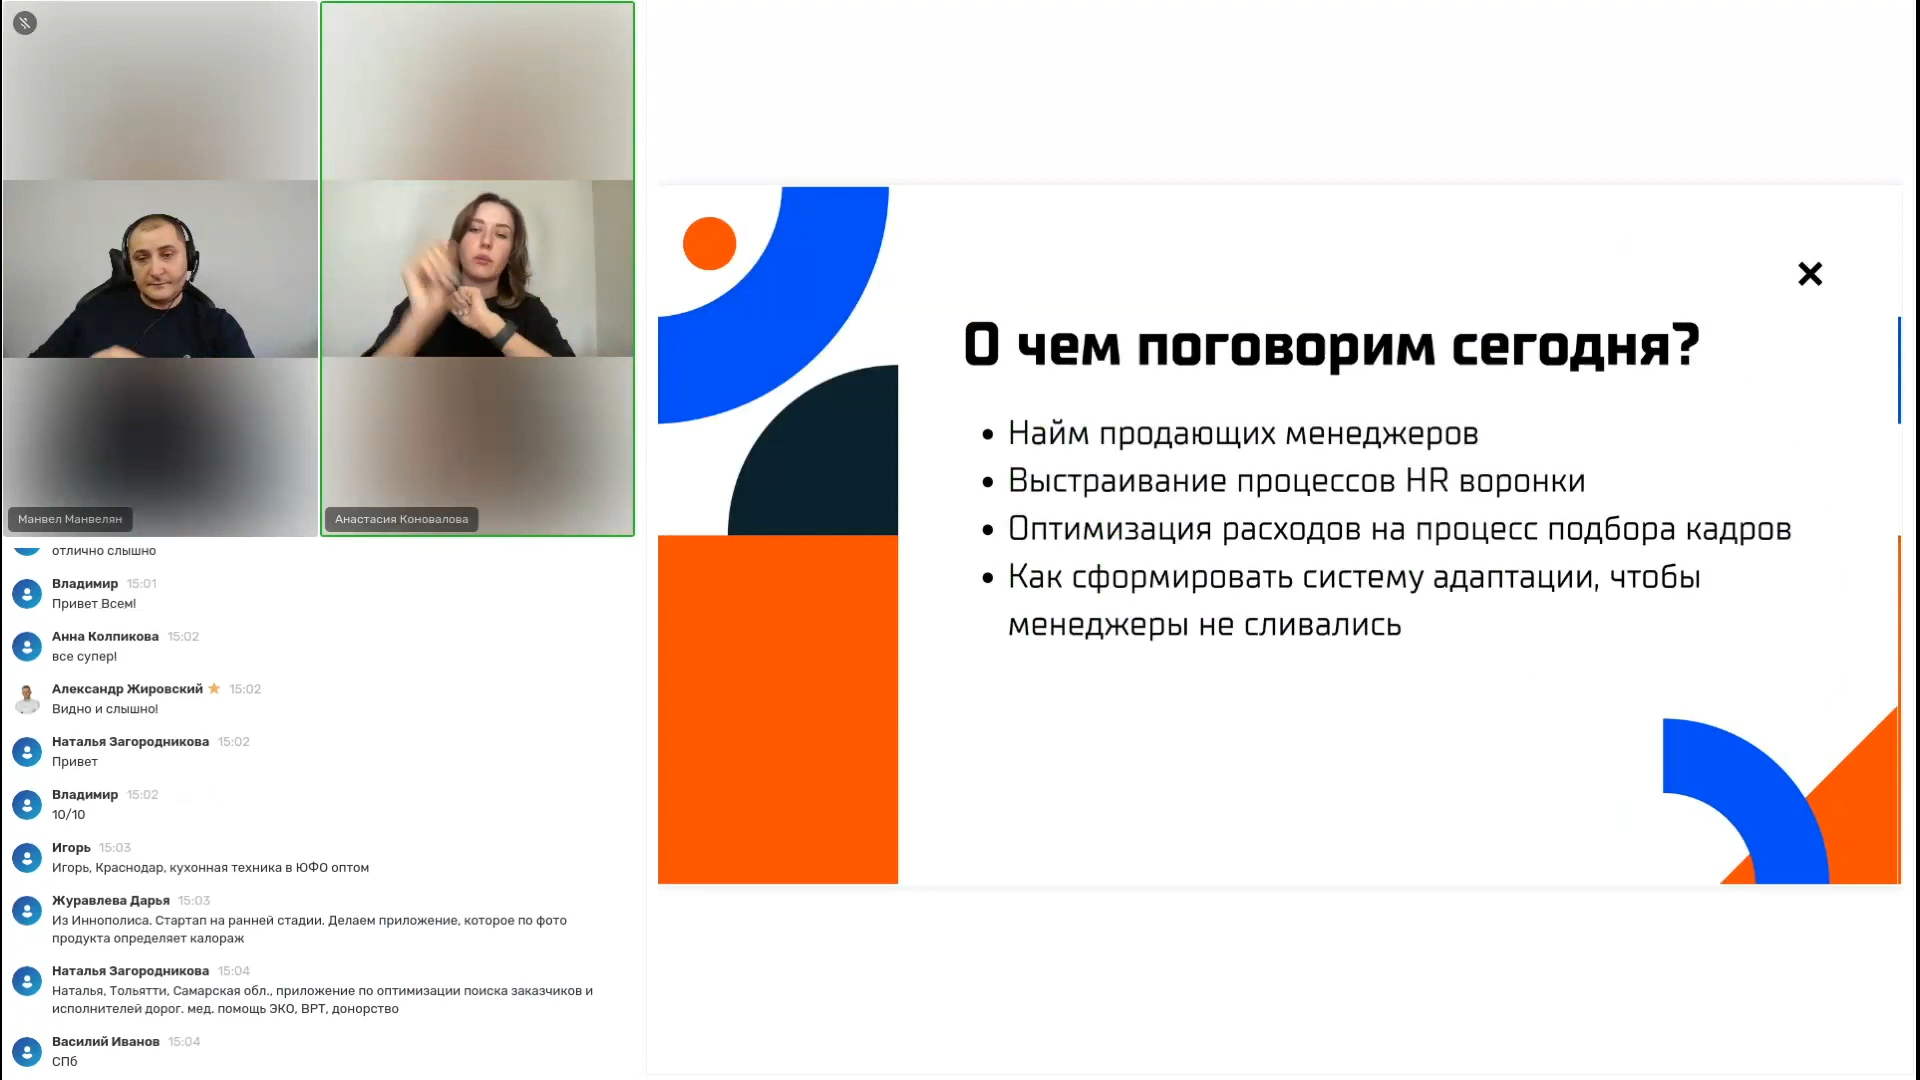 Манвел Манвелян
Анастасия Коновалова
отлично слышно
Владимир 15:01
Привет Всем!
Анна Колпикова 15:02
все супер!
Александр Жировский 15:02
Видно и слышно!
Наталья Загородникова 15:02
Привет
Владимир 15:02
10/10
Игорь 15:03
Игорь, Краснодар, кухонная техника в ЮФО оптом
Журавлева Дарья 15:03
Из Иннополиса. Стартап на ранней стадии. Делаем приложение, которое по фото
продукта определяет калораж
Наталья Загородникова 15:04
Наталья, Тольятти, Самарская обл., приложение по оптимизации поиска заказчиков и
исполнителей дорог. мед. помощь ЭКО, ВРТ, донорство
Василий Иванов 15:04
СПб
О чем поговорим сегодня?
• Найм продающих менеджеров
• Выстраивание процессов HR воронки
• Оптимизация расходов на процесс подбора кадров
• Как сформировать систему адаптации, чтобы
менеджеры не сливались